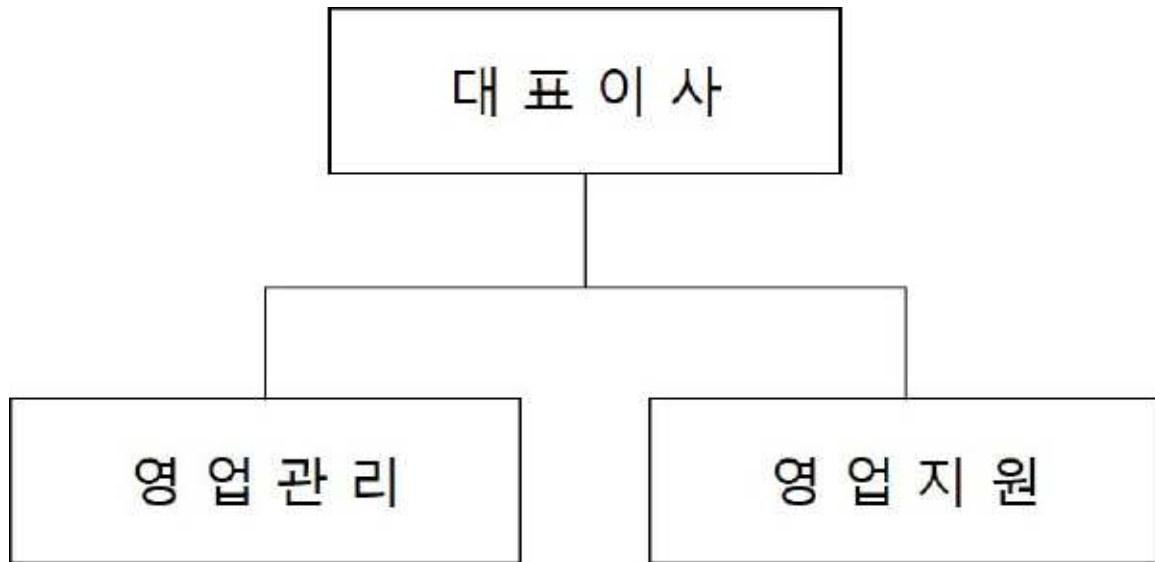 대 표 이 사
영 업 관 리
영 업 지 원